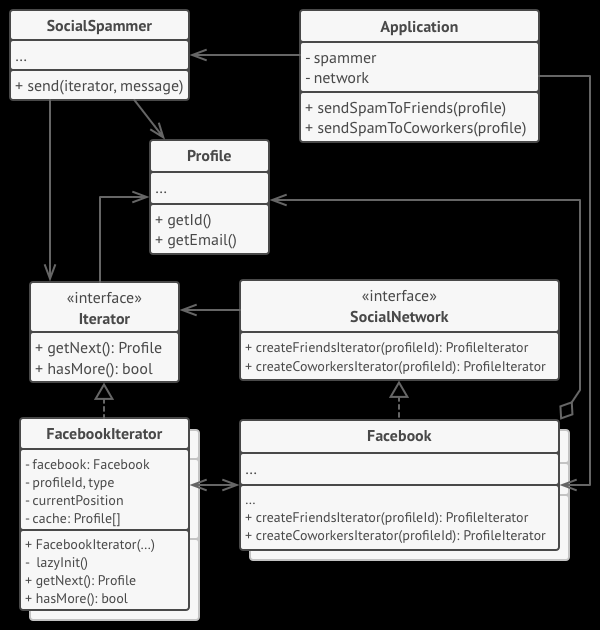 SocialSpammer
...
+ send(iterator, message)
Application
- spammer
- network
+ sendSpamToFriends(profile)
+ sendSpamToCoworkers(profile)
Profile
...
+ getId()
+ getEmail()
«interface»
Iterator
+ getNext(): Profile
+ hasMore(): bool
«interface»
SocialNetwork
+ createFriendsIterator(profileId): ProfileIterator
+ createCoworkersIterator(profileId): ProfileIterator
FacebookIterator
- facebook: Facebook
- profileId, type
- currentPosition
- cache: Profile[]
+ FacebookIterator(...)
- lazyInit()
+ getNext(): Profile
+ hasMore(): bool
Facebook
...
...
+ createFriendsIterator(profileId): ProfileIterator
+ createCoworkersIterator(profileId): ProfileIterator